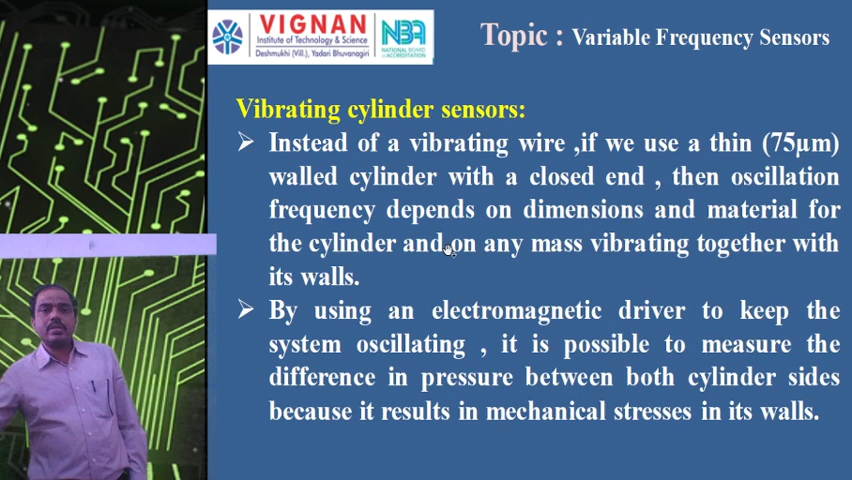 VIGNAN
Institute of Technology & Science
Deshmukhi (Vill.), Yadari Bhuvanagiri
NBA
NATIONAL BOARD
of ACCREDITATION
Topic : Variable Frequency Sensors
Vibrating cylinder sensors:
➢ Instead of a vibrating wire ,if we use a thin (75µm)
walled cylinder with a closed end , then oscillation
frequency depends on dimensions and material for
the cylinder and on any mass vibrating together with
its walls.
➢ By using an electromagnetic driver to keep the
system oscillating , it is possible to measure the
difference in pressure between both cylinder sides
because it results in mechanical stresses in its walls.